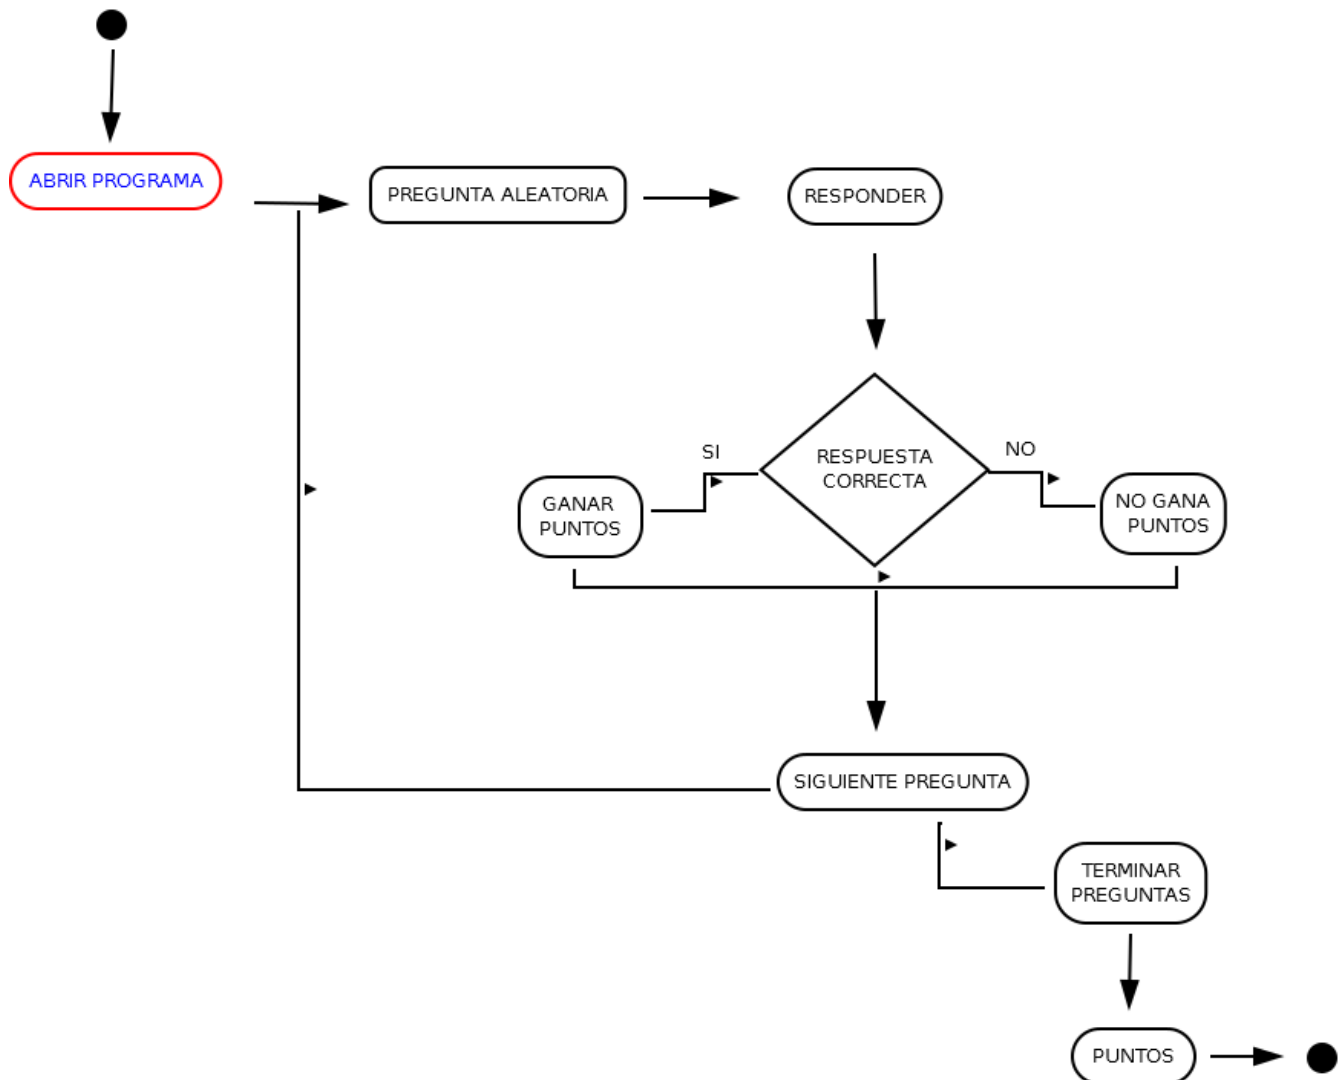 ABRIR PROGRAMA
PREGUNTA ALEATORIA
RESPONDER
RESPUESTA
CORRECTA
SI
NO
GANAR
PUNTOS
NO GANA
PUNTOS
SIGUIENTE PREGUNTA
TERMINAR
PREGUNTAS
PUNTOS